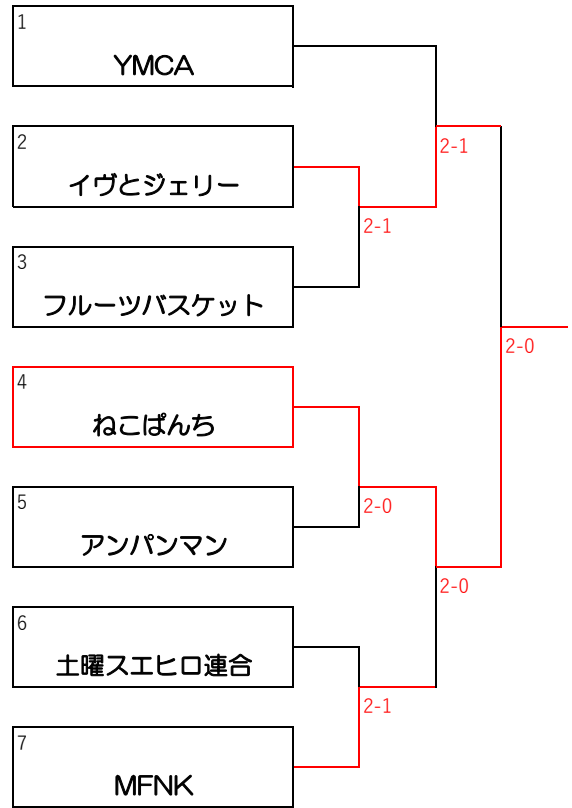 1
YMCA
2
イヴとジェリー
2-1
2-1
3
フルーツバスケット
2-0
4
ねこぱんち
5
アンパンマン
2-0
2-0
6
土曜スエヒロ連合
2-1
7
MFNK